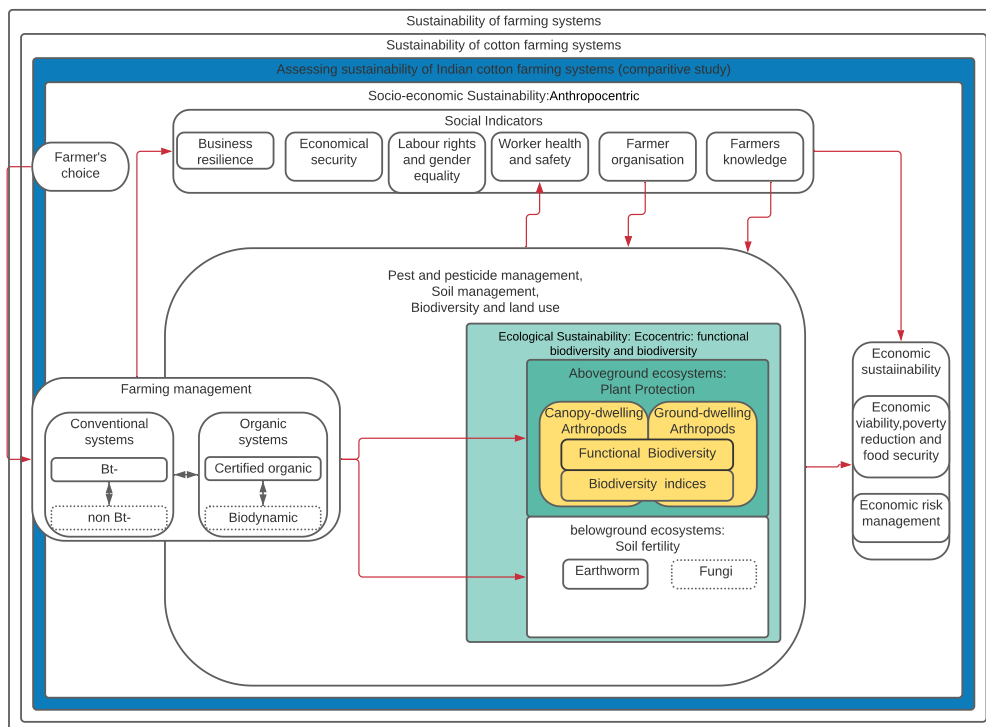 Sustainability of farming systems
Sustainability of cotton farming systems
Assessing sustainability of Indian cotton farming systems (comparitive study)
Socio-economic Sustainability:Anthropocentric
Social Indicators
Business
resilience
Economical
security
Labour rights
and gender
equality
Worker health
and safety
Farmer
organisation
Farmers
knowledge
Farmer's
choice
Pest and pesticide management,
Soil management,
Biodiversity and land use
Ecological Sustainability: Ecocentric: functional
biodiversity and biodiversity
Aboveground ecosystems:
Plant Protection
Canopy-dwelling
Arthropods
Ground-dwelling
Arthropods
Functional Biodiversity
Biodiversity indices
belowground ecosystems:
Soil fertility
Earthworm
Fungi
Farming management
Conventional
systems
Bt-
non Bt-
Organic
systems
Certified organic
Biodynamic
Economic
sustaiinability
Economic
viability,poverty
reduction and
food security
Economic risk
management